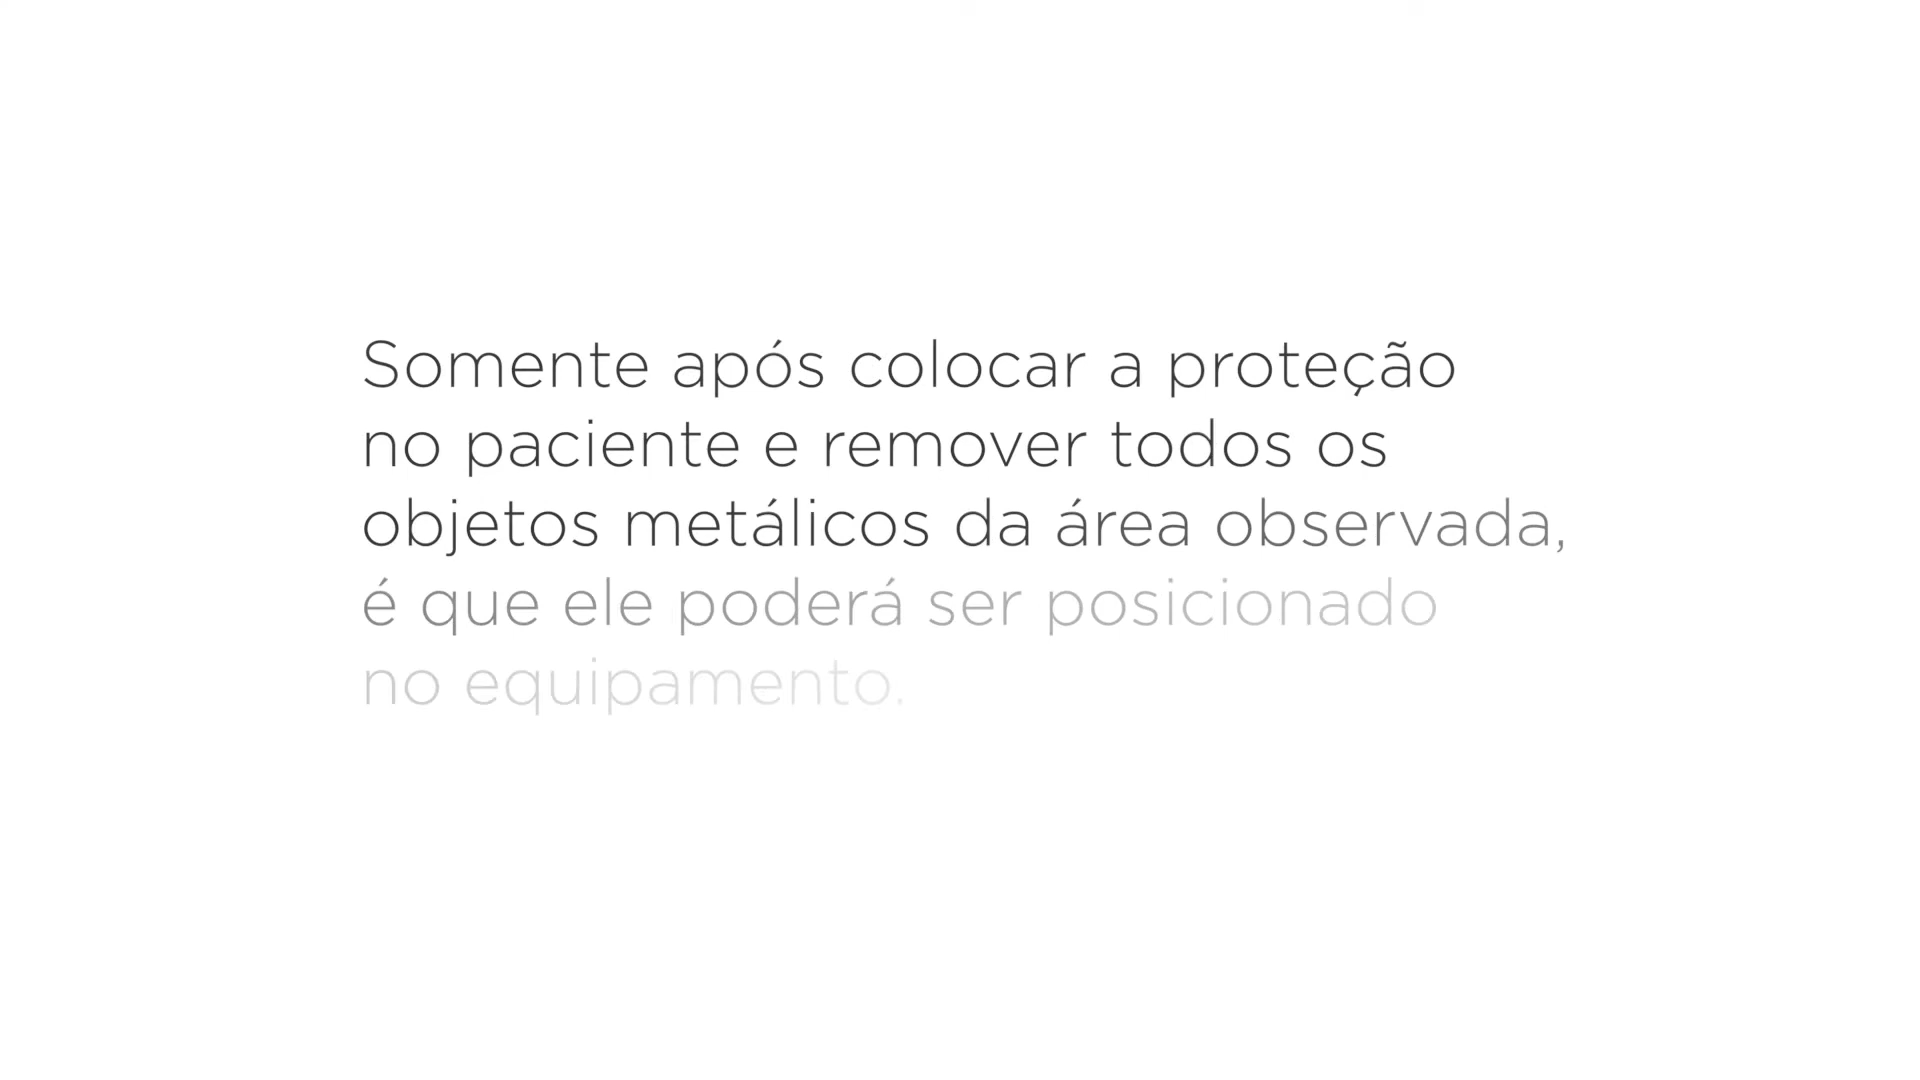 Somente após colocar a proteção
no paciente e remover todos os
objetos metálicos da área observada,
é que ele poderá ser posicionado
no equipamento.